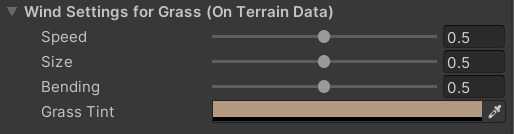 Wind Settings for Grass (On Terrain Data)
Speed 0.5
Size 0.5
Bending 0.5
Grass Tint